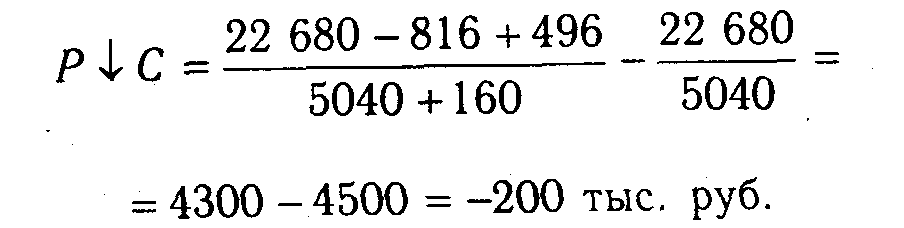 P ↓ C = (22 680 – 816 + 496) / (5040 + 160) – 22 680 / 5040 =
= 4300 – 4500 = –200 тыс. руб.